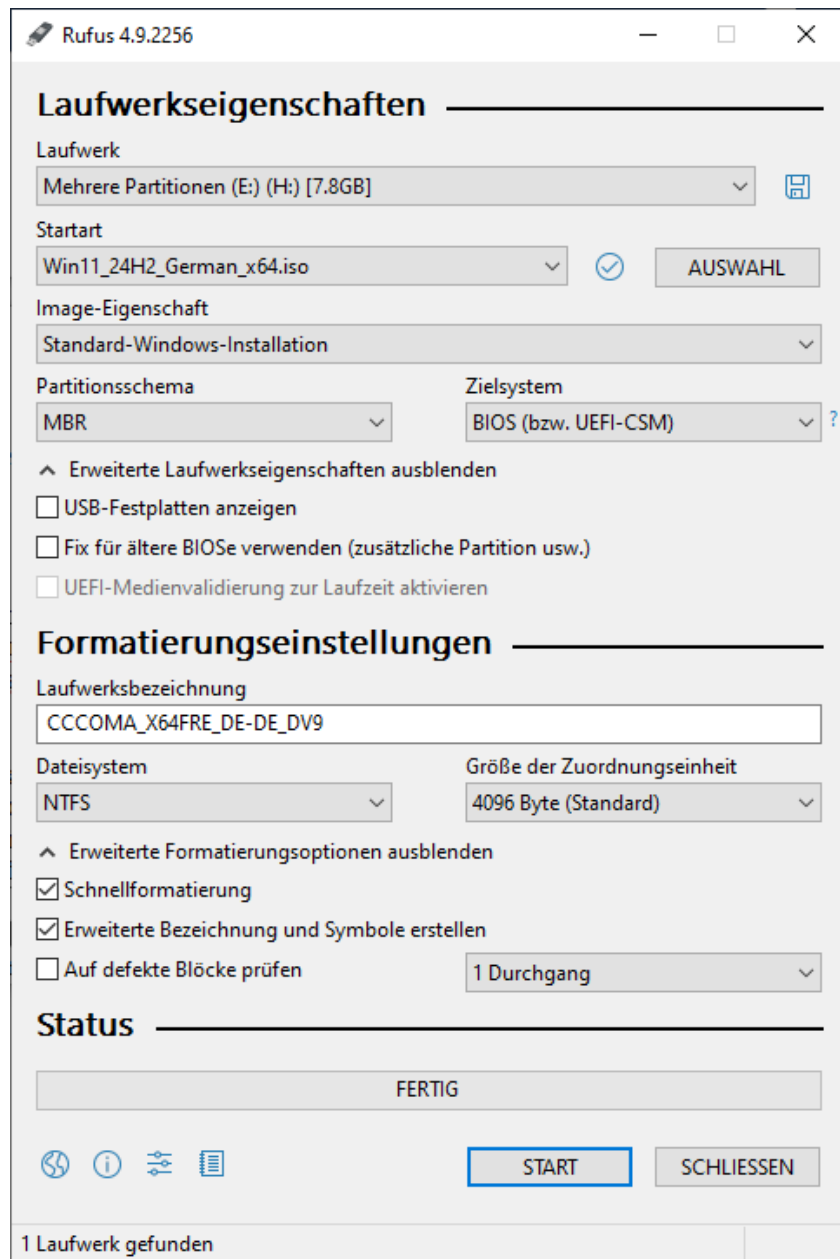 Rufus 4.9.2256
Laufwerkseigenschaften
Laufwerk
Mehrere Partitionen (E:) (H:) [7.8GB]
Startart
Win11_24H2_German_x64.iso
AUSWAHL
Image-Eigenschaft
Standard-Windows-Installation
Partitionsschema
Zielsystem
MBR
BIOS (bzw. UEFI-CSM)
?
Erweiterte Laufwerkseigenschaften ausblenden
USB-Festplatten anzeigen
Fix für ältere BIOSe verwenden (zusätzliche Partition usw.)
UEFI-Medienvalidierung zur Laufzeit aktivieren
Formatierungseinstellungen
Laufwerksbezeichnung
CCCOMA_X64FRE_DE-DE_DV9
Dateisystem
Größe der Zuordnungseinheit
NTFS
4096 Byte (Standard)
Erweiterte Formatierungsoptionen ausblenden
Schnellformatierung
Erweiterte Bezeichnung und Symbole erstellen
Auf defekte Blöcke prüfen
1 Durchgang
Status
FERTIG
START
SCHLIESSEN
1 Laufwerk gefunden